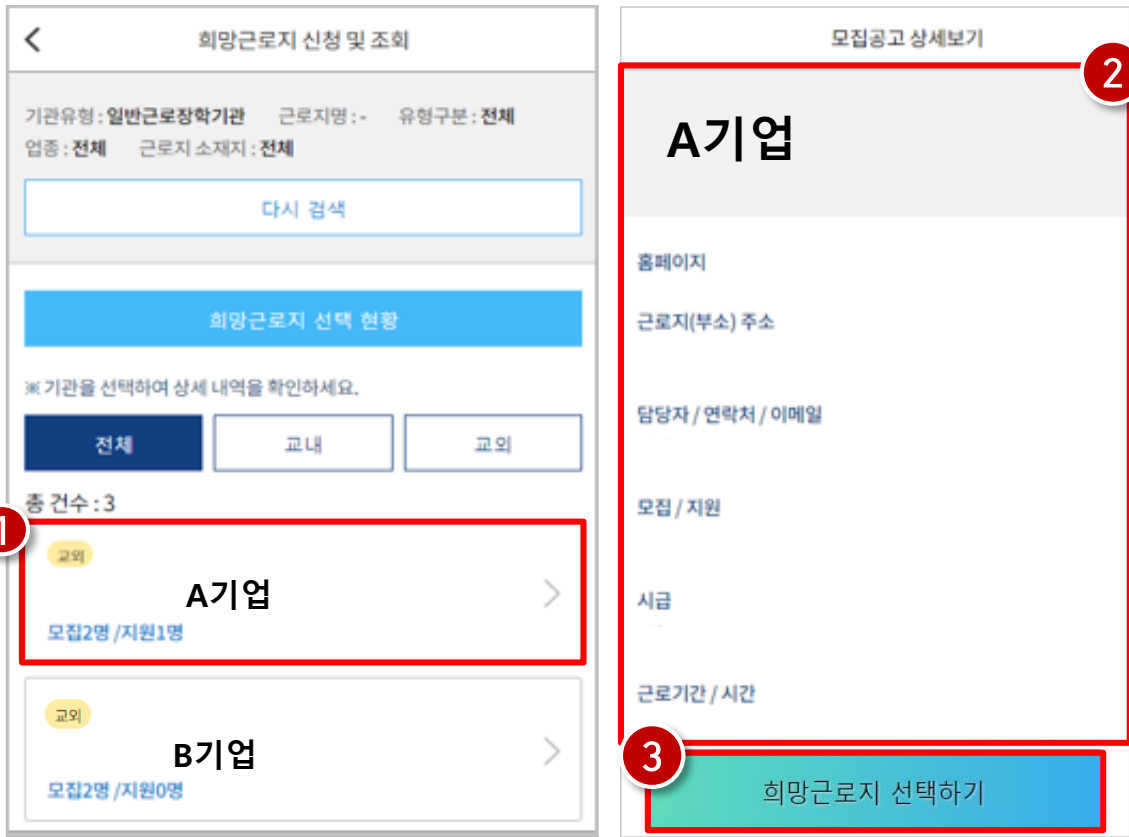 희망근로지 신청 및 조회
기관유형 : 일반근로장학기관 근로지명 : - 유형구분 : 전체
업종 : 전체 근로지 소재지 : 전체
다시 검색
희망근로지 선택 현황
※ 기관을 선택하여 상세 내역을 확인하세요.
전체 교내 교외
총 건수 : 3
1
교외
A기업
모집2명 /지원1명
교외
B기업
모집2명 /지원0명
모집공고 상세보기
2
A기업
홈페이지
근로지(부소) 주소
담당자 / 연락처 / 이메일
모집 / 지원
시급
근로기간 / 시간
3
희망근로지 선택하기